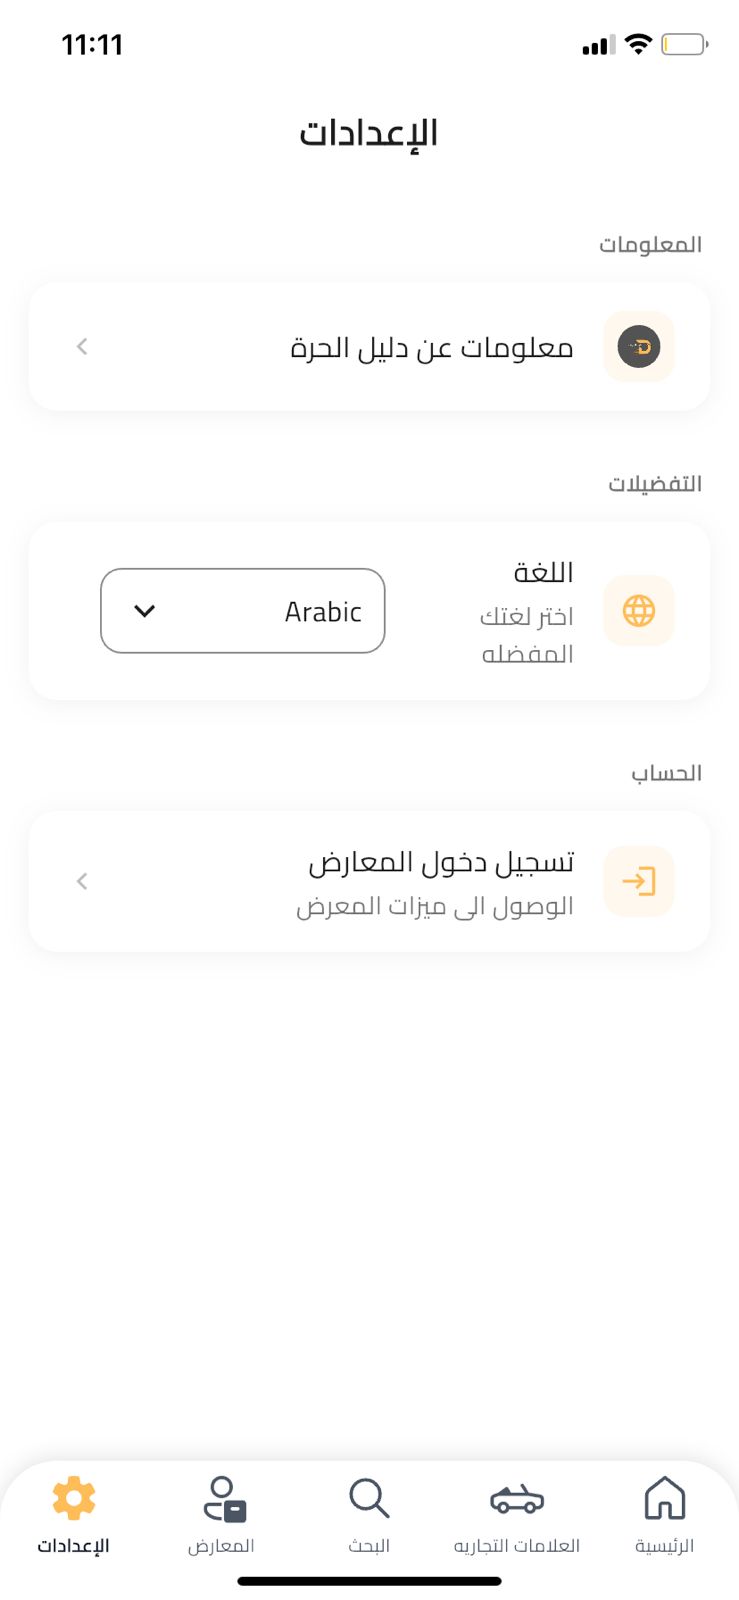 11:11
الإعدادات
المعلومات
معلومات عن دليل الحرة
التفضيلات
اللغة
اختر لغتك
المفضله
Arabic
الحساب
تسجيل دخول المعارض
الوصول الى ميزات المعرض
الرئيسية
العلامات التجاريه
البحث
المعارض
الإعدادات